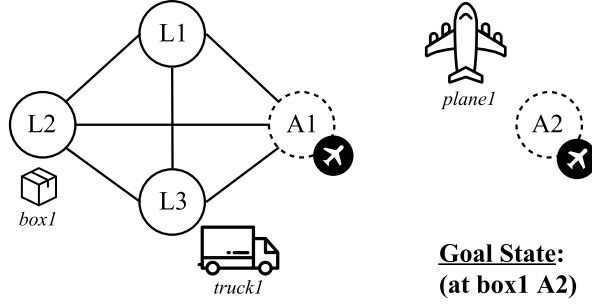 L1
plane1
L2
A1
A2
box1
L3
truck1
Goal State:
(at box1 A2)